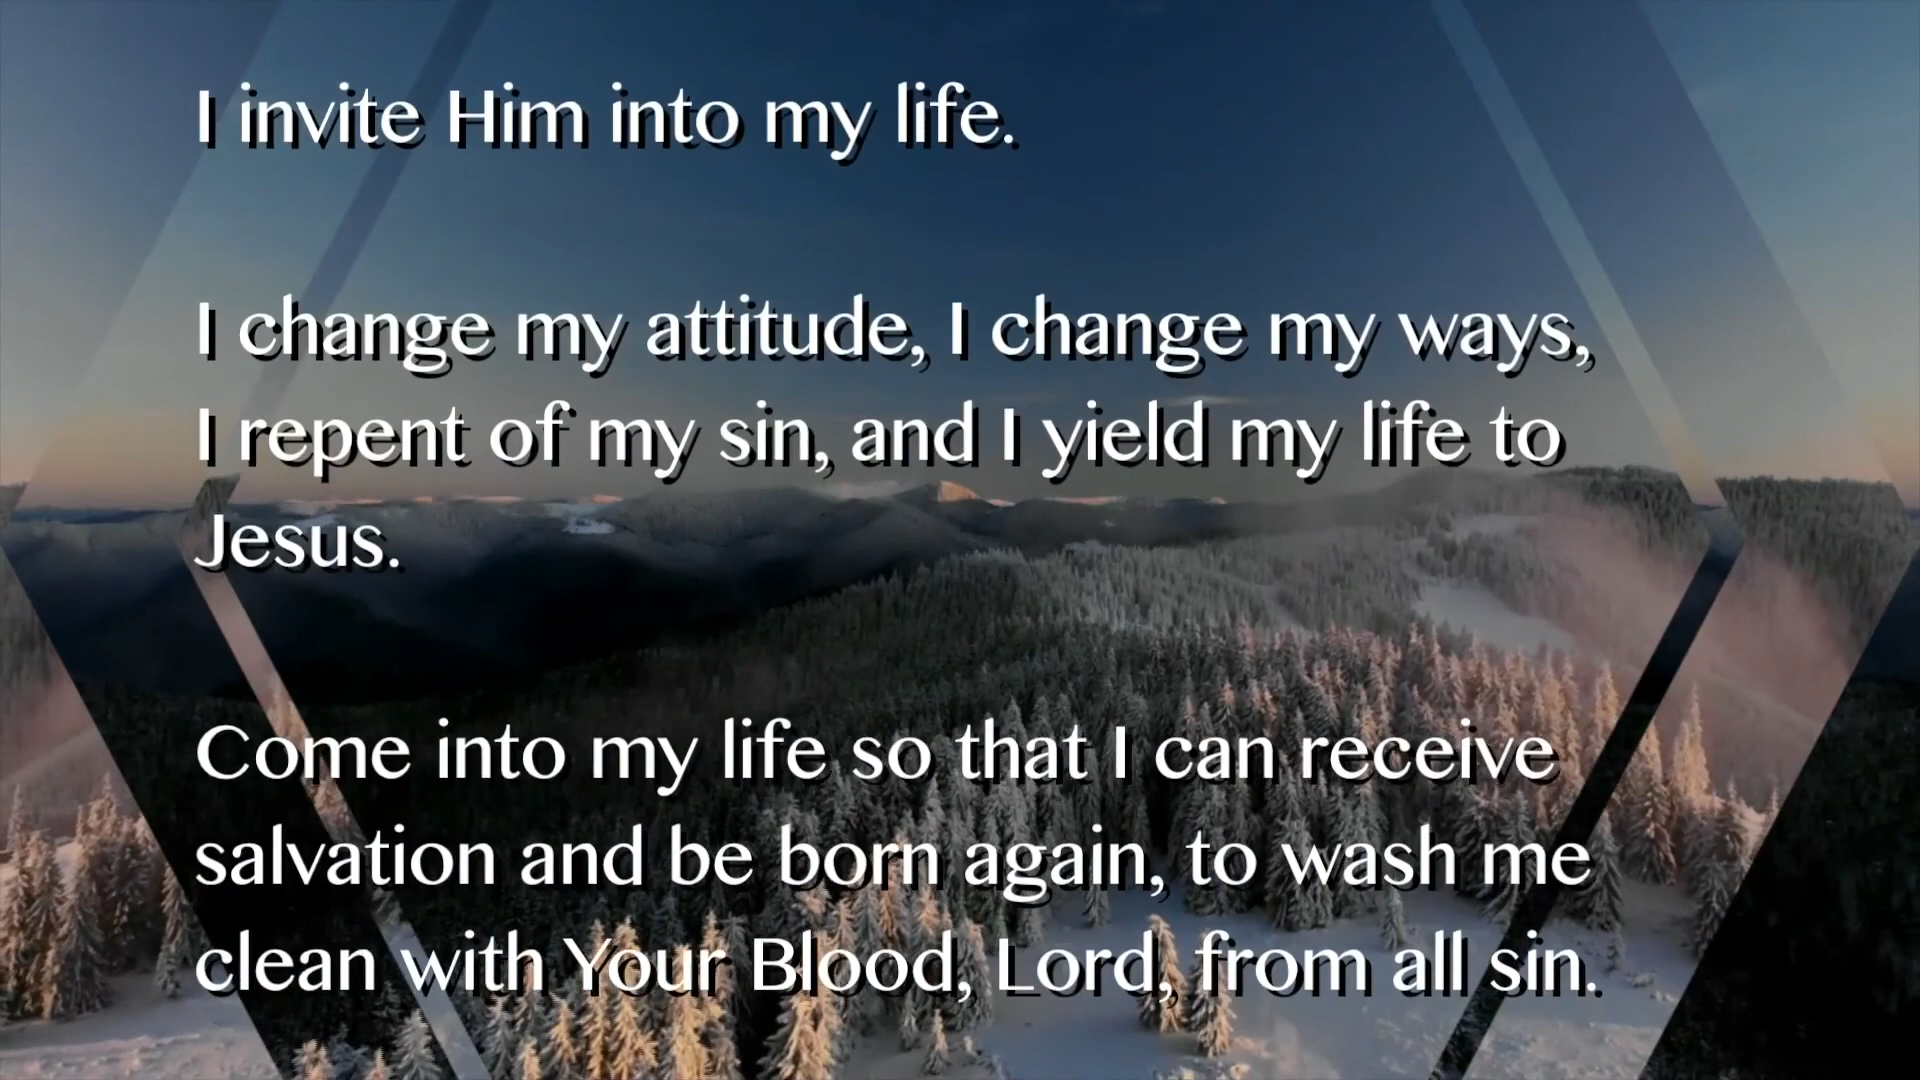 I invite Him into my life.
I change my attitude, I change my ways,
I repent of my sin, and I yield my life to
Jesus.
Come into my life so that I can receive
salvation and be born again, to wash me
clean with Your Blood, Lord, from all sin.